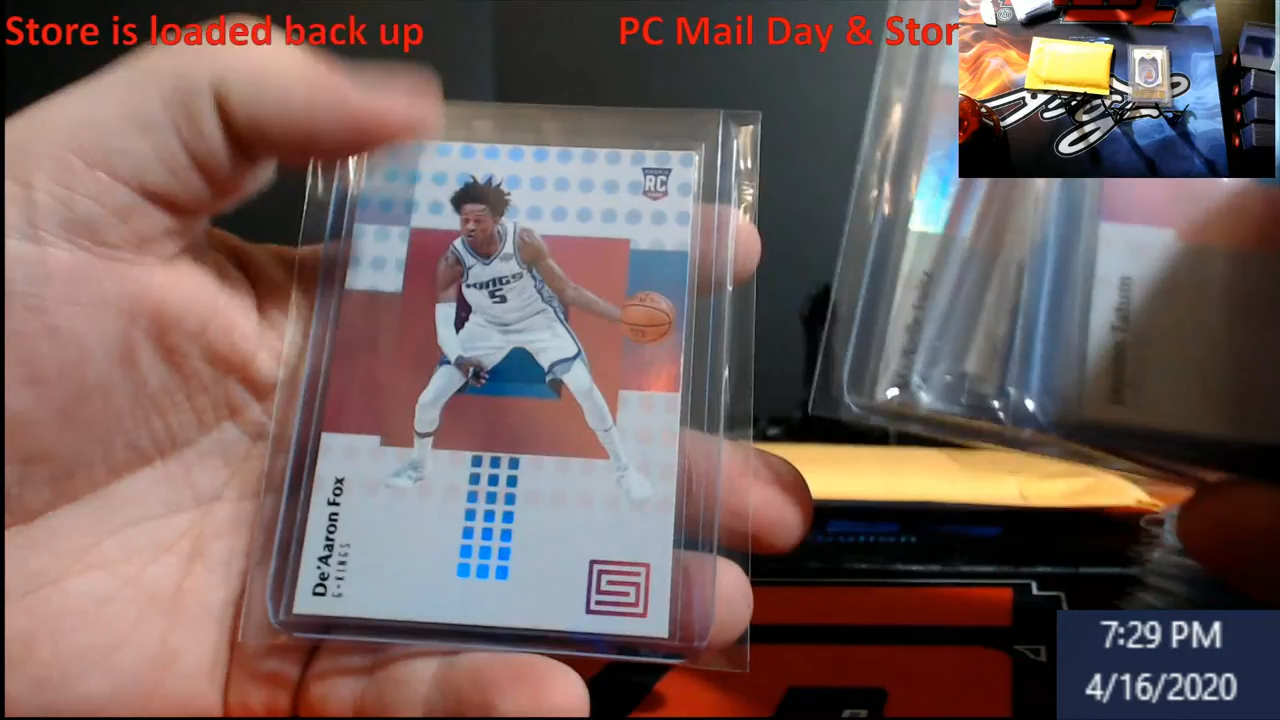 Store is loaded back up
PC Mail Day & Stor
RC
KINGS
5
De'Aaron Fox
G • KINGS
Tatum
7:29 PM
4/16/2020